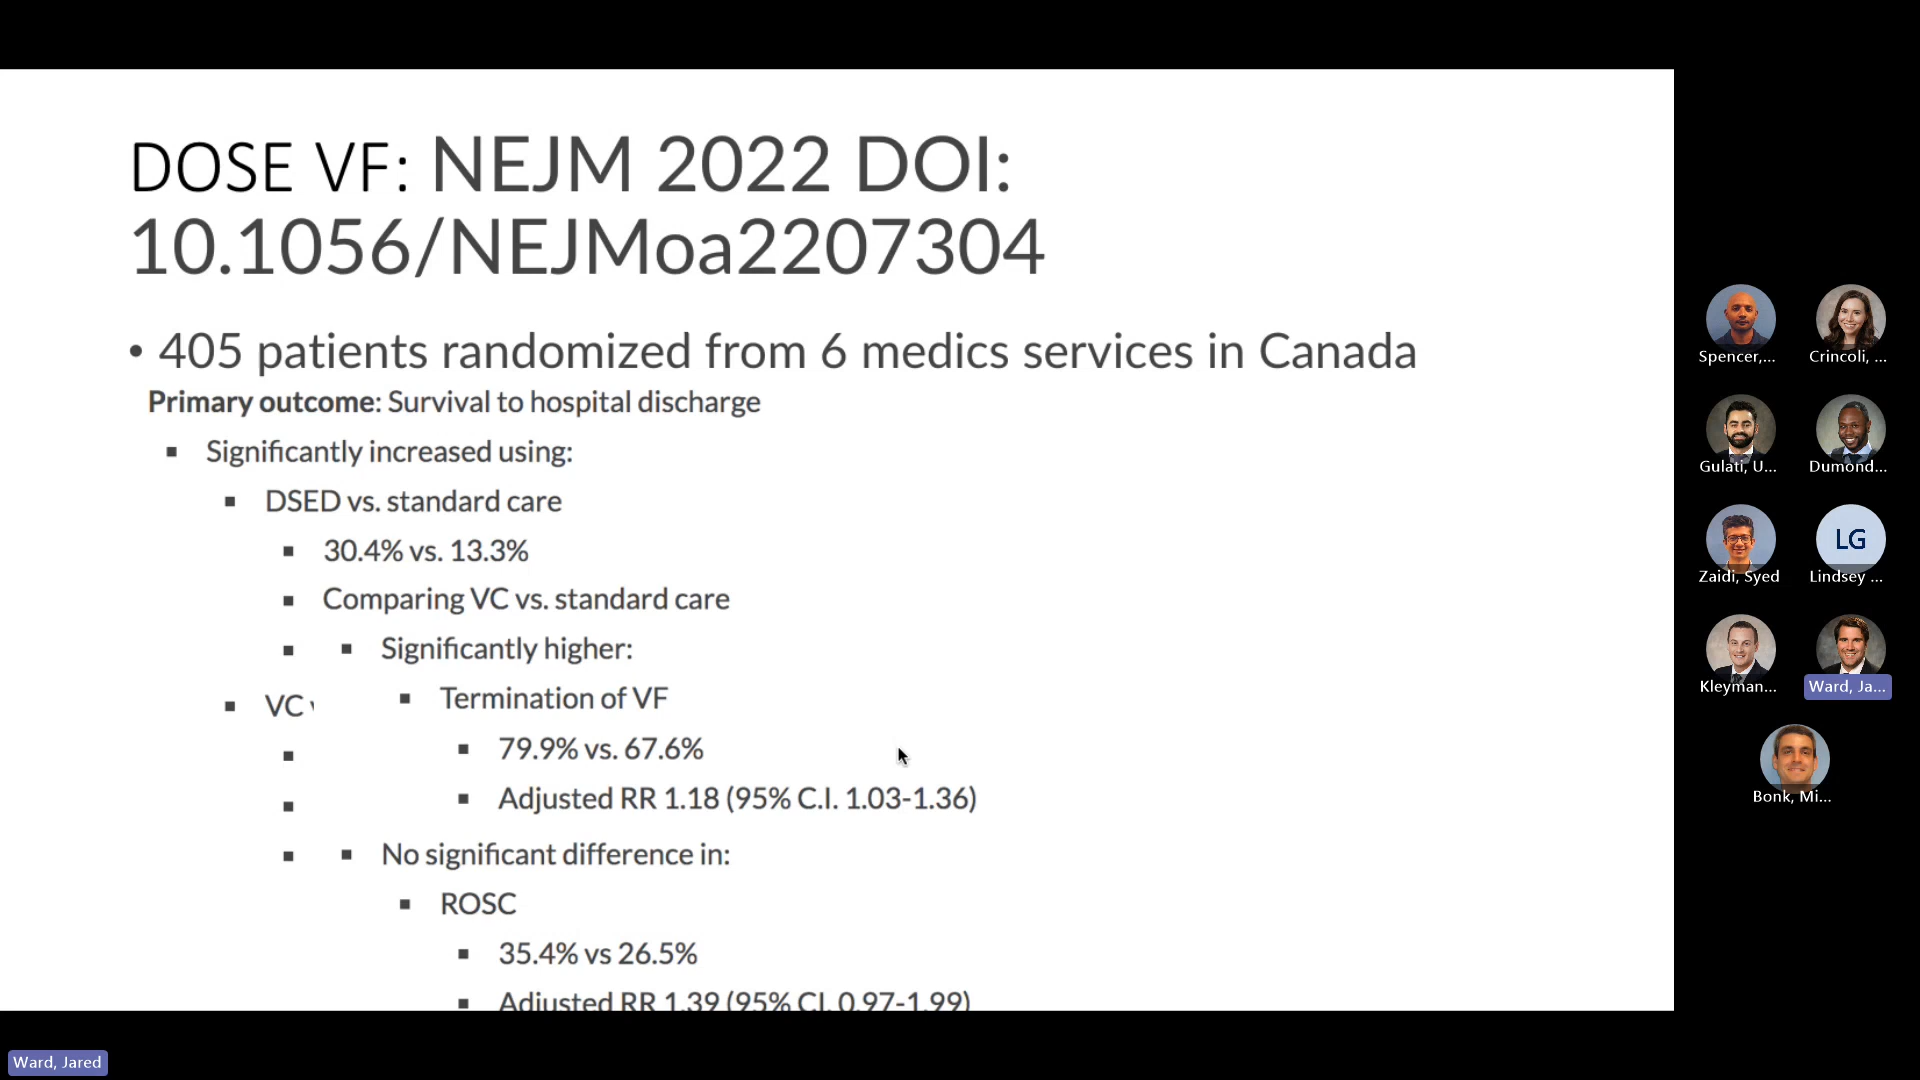 DOSE VF: NEJM 2022 DOI:
10.1056/NEJMoa2207304
• 405 patients randomized from 6 medics services in Canada
Primary outcome: Survival to hospital discharge
▪ Significantly increased using:
▪ DSED vs. standard care
▪ 30.4% vs. 13.3%
▪ Comparing VC vs. standard care
▪ ▪ Significantly higher:
▪ Termination of VF
▪ VC
▪ 79.9% vs. 67.6%
▪ Adjusted RR 1.18 (95% C.I. 1.03-1.36)
▪ ▪ No significant difference in:
▪ ROSC
▪ 35.4% vs 26.5%
▪ Adjusted RR 1.39 (95% CI. 0.97-1.99)
Spencer,...
Crincoli, ...
Gulati, U...
Dumond...
Zaidi, Syed
LG
Lindsey ...
Kleyman...
Ward, Ja...
Bonk, Mi...
Ward, Jared